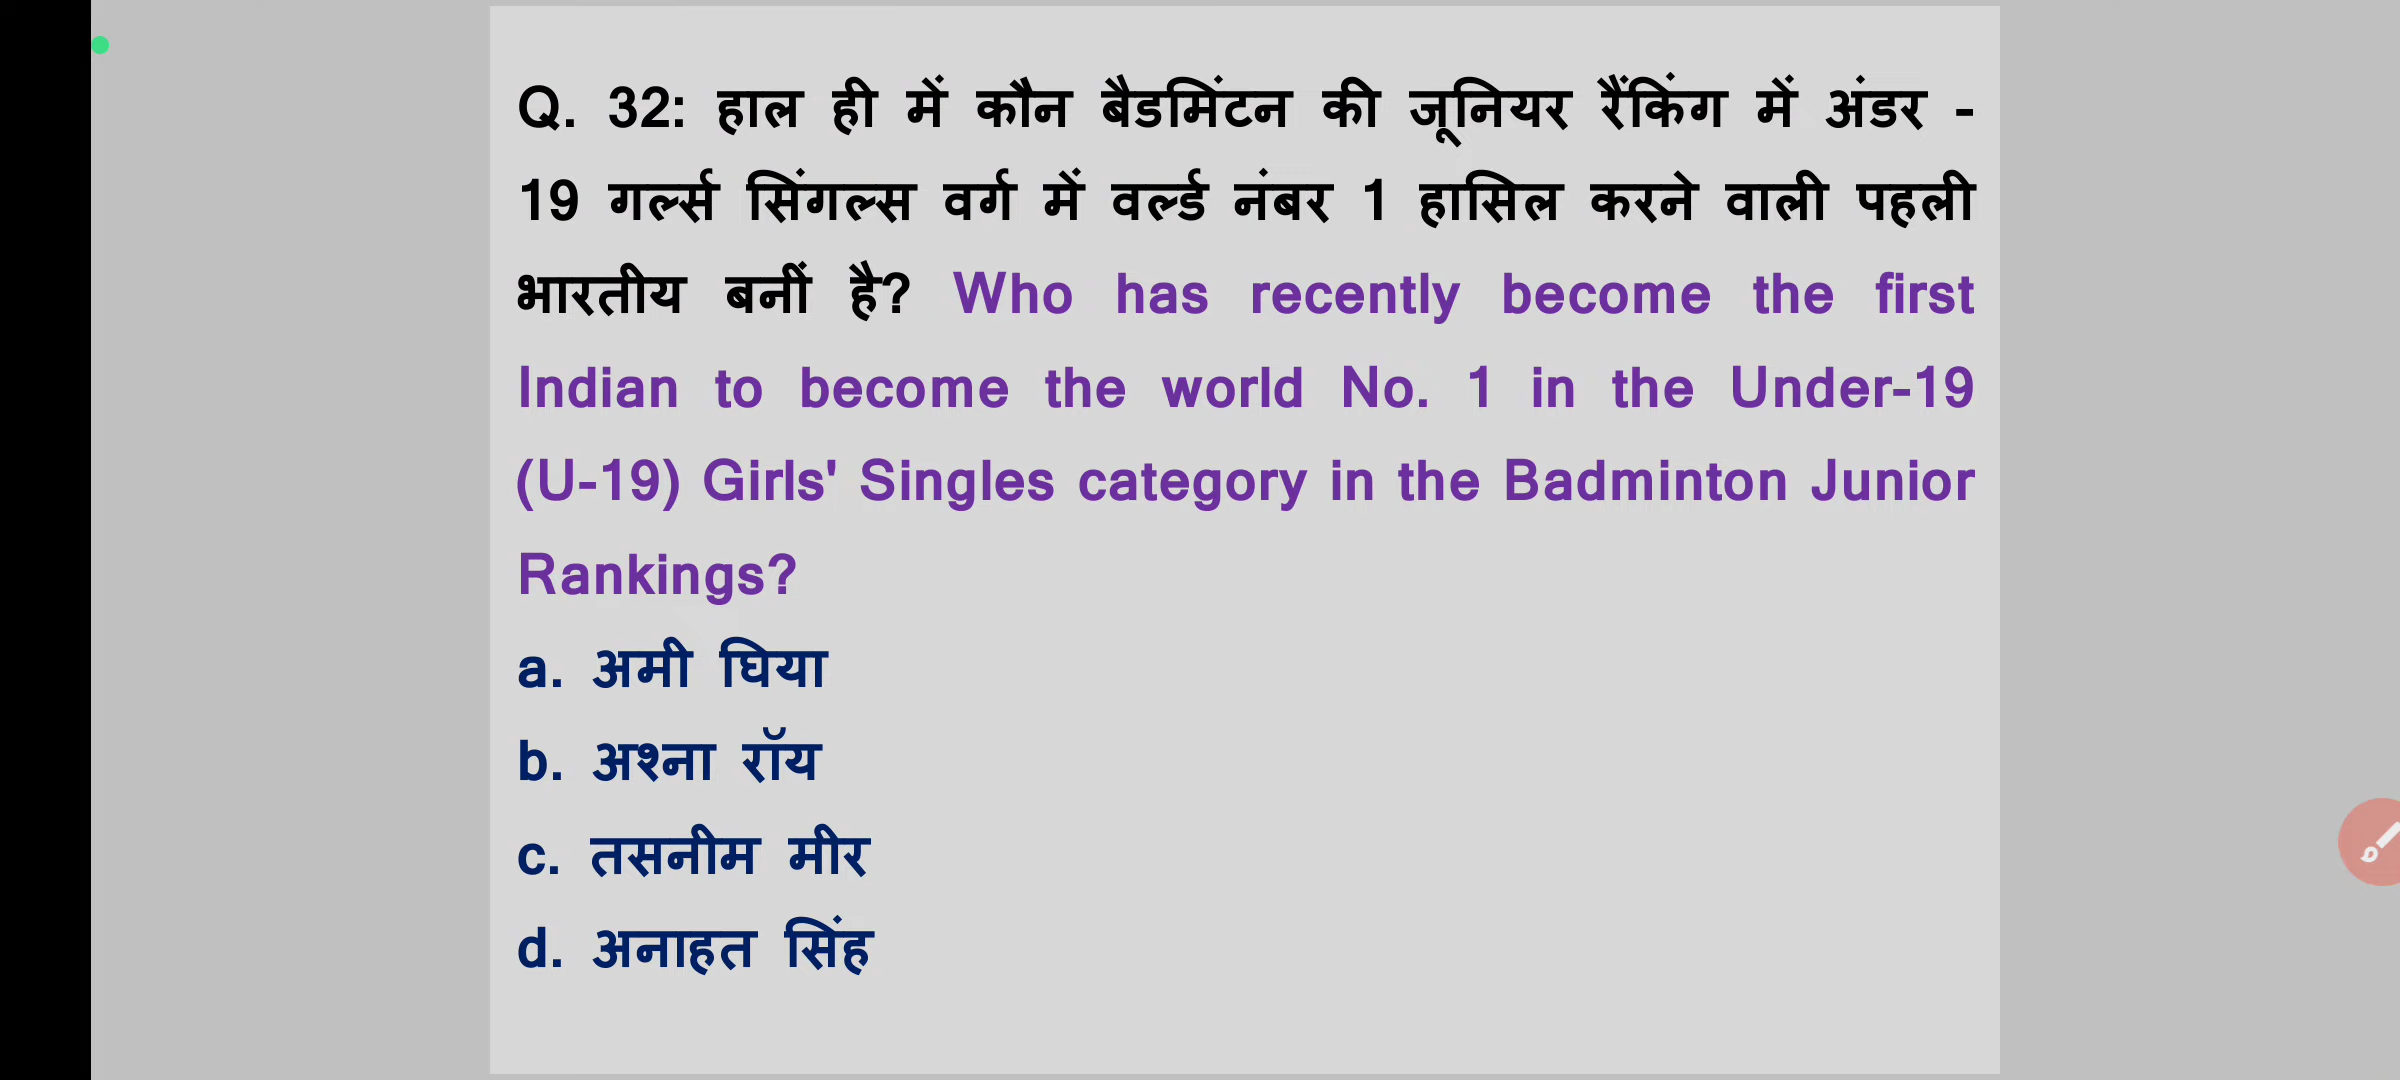 Q. 32: हाल ही में कौन बैडमिंटन की जूनियर रैंकिंग में अंडर -
19 गर्ल्स सिंगल्स वर्ग में वर्ल्ड नंबर 1 हासिल करने वाली पहली
भारतीय बनीं है? Who has recently become the first
Indian to become the world No. 1 in the Under-19
(U-19) Girls' Singles category in the Badminton Junior
Rankings?
a. अमी घिया
b. अश्ना रॉय
c. तसनीम मीर
d. अनाहत सिंह